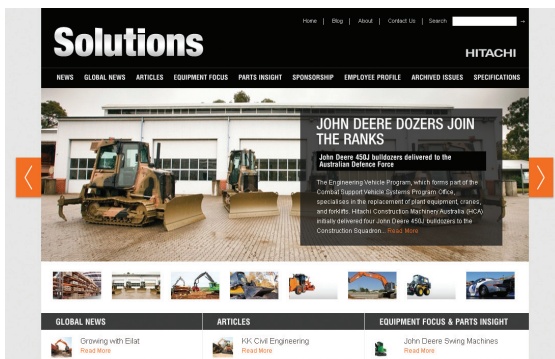 Home | Blog | About | Contact Us | Search →
Solutions
HITACHI
NEWS GLOBAL NEWS ARTICLES EQUIPMENT FOCUS PARTS INSIGHT SPONSORSHIP EMPLOYEE PROFILE ARCHIVED ISSUES SPECIFICATIONS
JOHN DEERE DOZERS JOIN
THE RANKS
John Deere 450J bulldozers delivered to the
Australian Defence Force
The Engineering Vehicle Program, which forms part of the
Combat Support Vehicle Systems Program Office,
specialises in the replacement of plant equipment, cranes,
and forklifts. Hitachi Construction Machinery Australia (HCA)
initially delivered four John Deere 450J bulldozers to the
Construction Squadron... Read More
GLOBAL NEWS
ARTICLES
EQUIPMENT FOCUS & PARTS INSIGHT
Growing with Eilat
Read More
KK Civil Engineering
Read More
John Deere Swing Machines
Read More